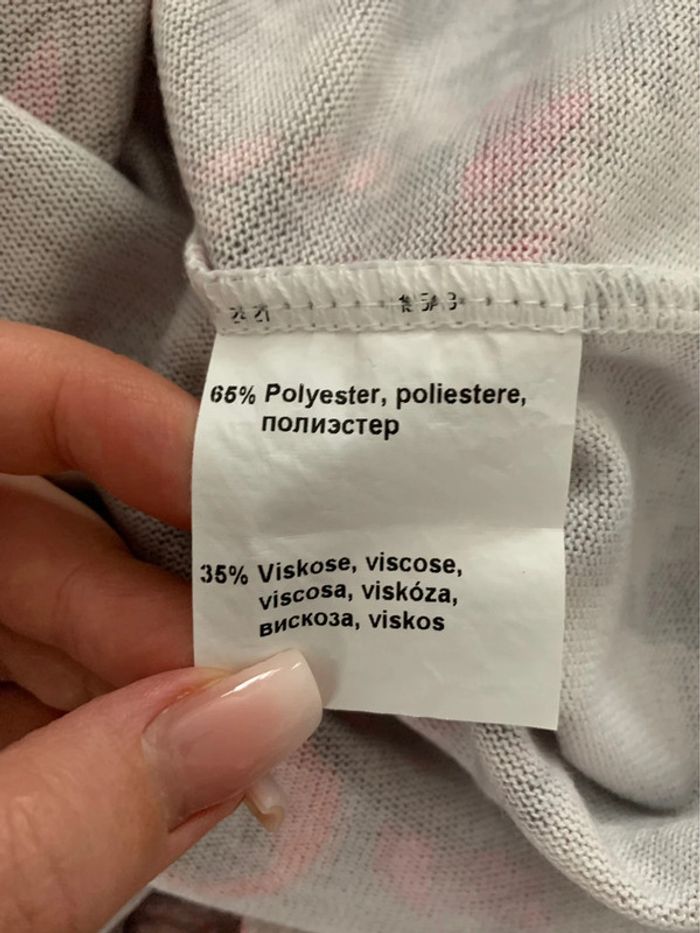 65% Polyester, poliestere,
полиэстер
35% Viskose, viscose,
viscosa, viskóza,
вискоза, viskos